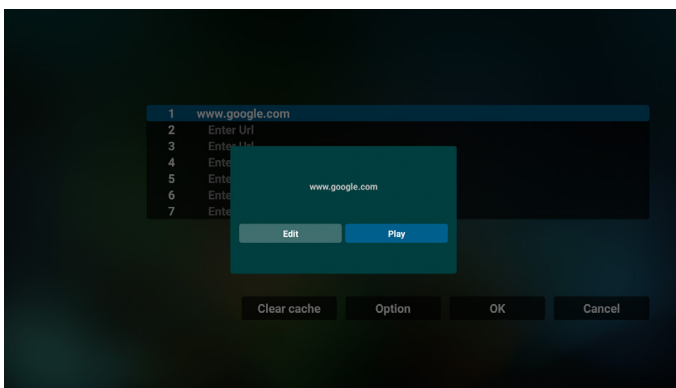 1 www.google.com
2 Enter Url
3 Enter Url
4 Ente
5 Ente
6 Ente
7 Ente
www.google.com
Edit Play
Clear cache Option OK Cancel